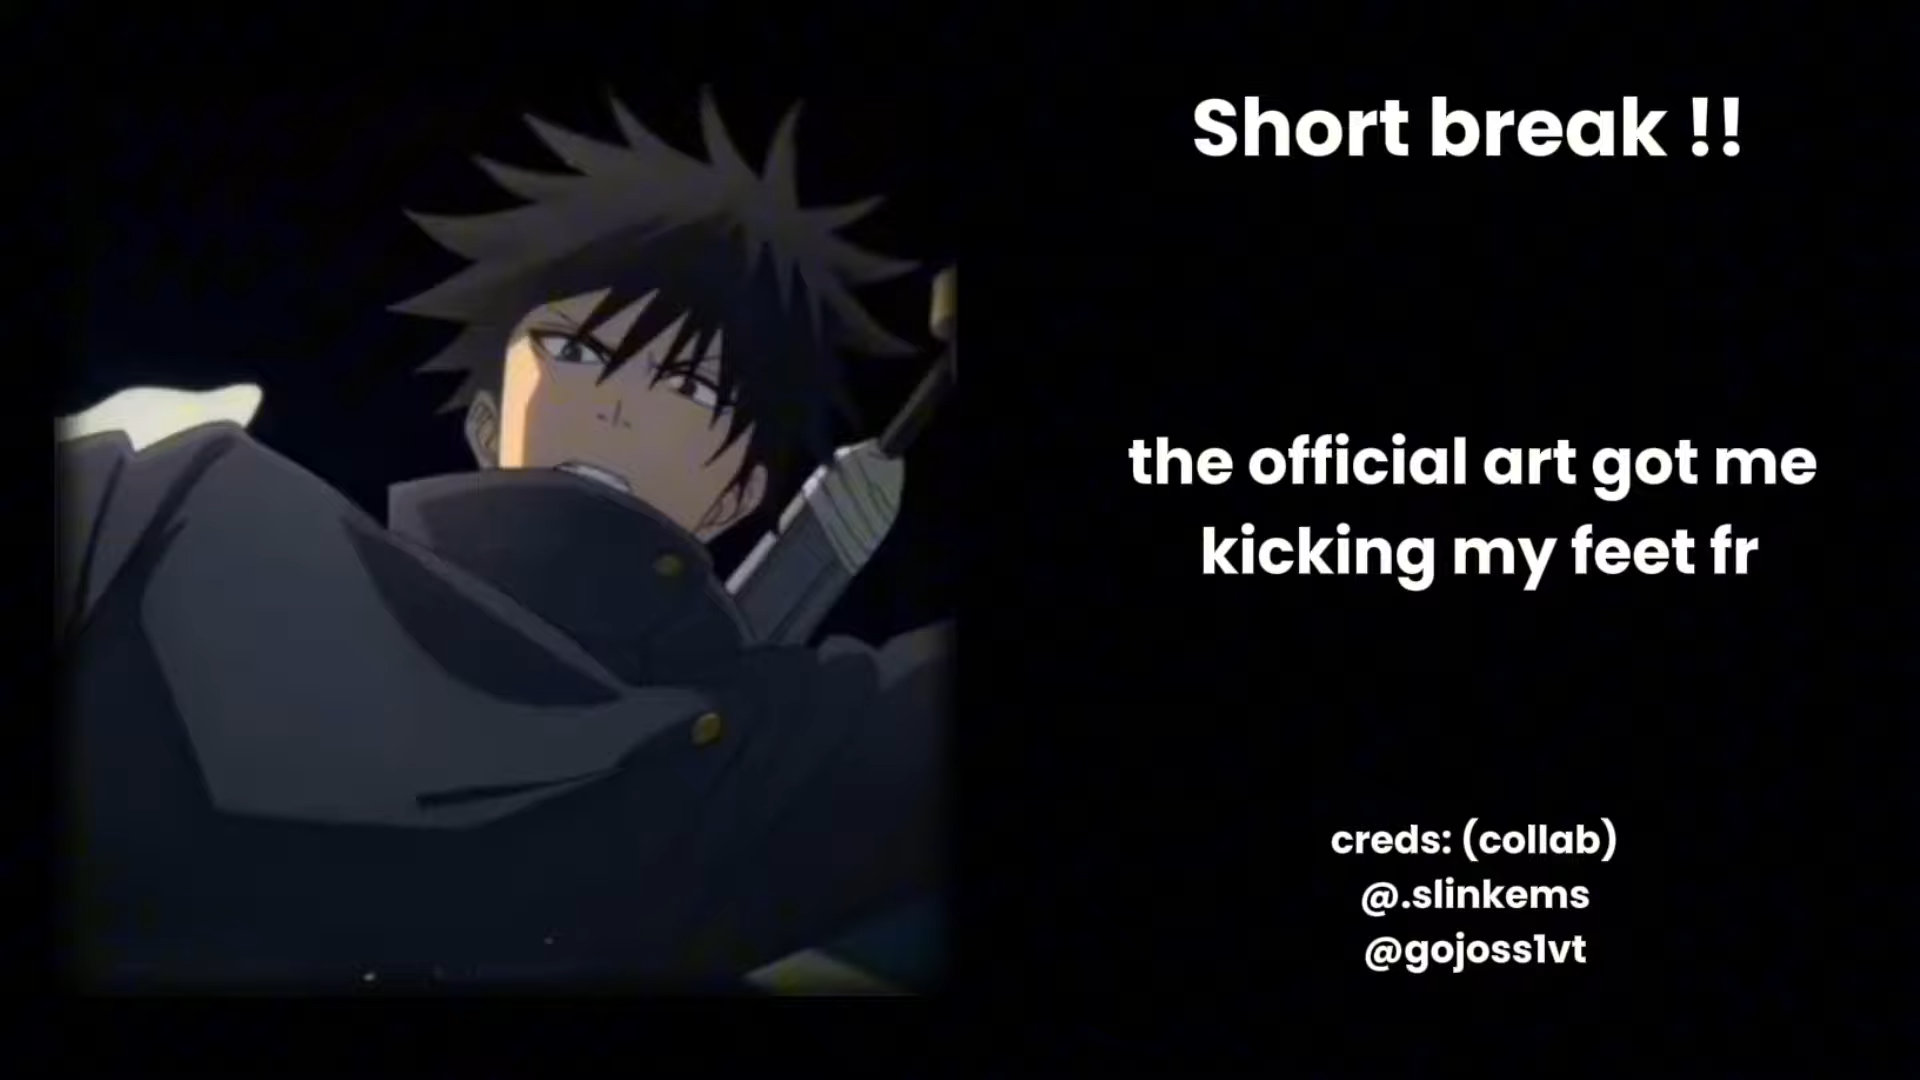 Short break !!
the official art got me
kicking my feet fr
creds: (collab)
@.slinkems
@gojoss1vt